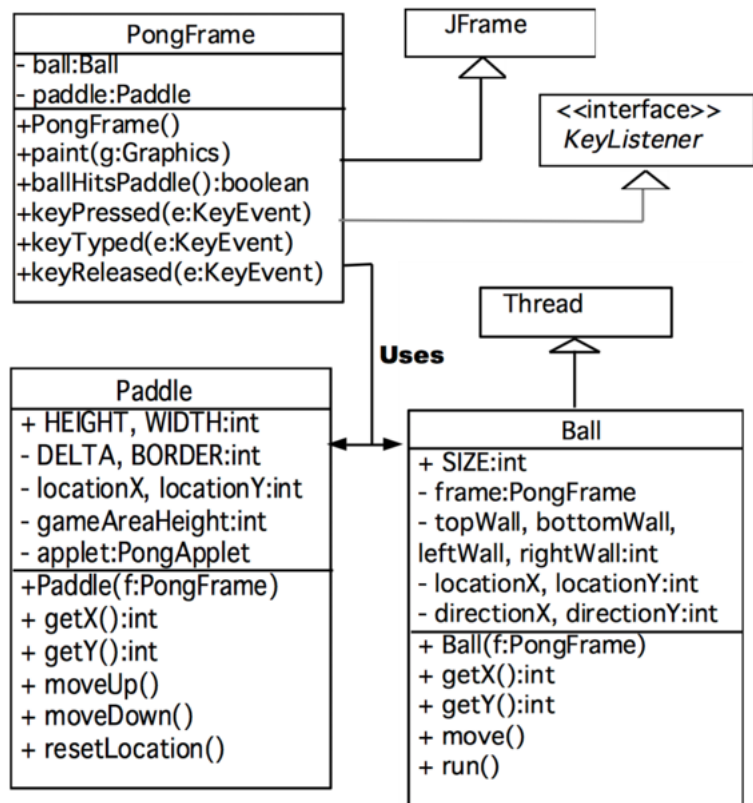 PongFrame
- ball:Ball
- paddle:Paddle
+PongFrame()
+paint(g:Graphics)
+ballHitsPaddle():boolean
+keyPressed(e:KeyEvent)
+keyTyped(e:KeyEvent)
+keyReleased(e:KeyEvent)
JFrame
<<interface>>
KeyListener
Thread
Uses
Paddle
+ HEIGHT, WIDTH:int
- DELTA, BORDER:int
- locationX, locationY:int
- gameAreaHeight:int
- applet:PongApplet
+Paddle(f:PongFrame)
+ getX():int
+ getY():int
+ moveUp()
+ moveDown()
+ resetLocation()
Ball
+ SIZE:int
- frame:PongFrame
- topWall, bottomWall,
leftWall, rightWall:int
- locationX, locationY:int
- directionX, directionY:int
+ Ball(f:PongFrame)
+ getX():int
+ getY():int
+ move()
+ run()